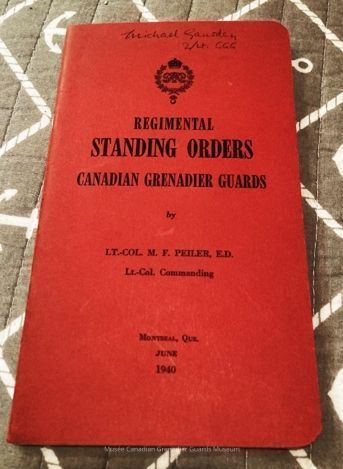 Michael Gausden
2/Lt. CGG
REGIMENTAL
STANDING ORDERS
CANADIAN GRENADIER GUARDS
by
LT.-COL. M. F. PEILER, E.D.
Lt.-Col. Commanding
MONTREAL, QUE.
JUNE
1940
Musée Canadian Grenadier Guards Museum